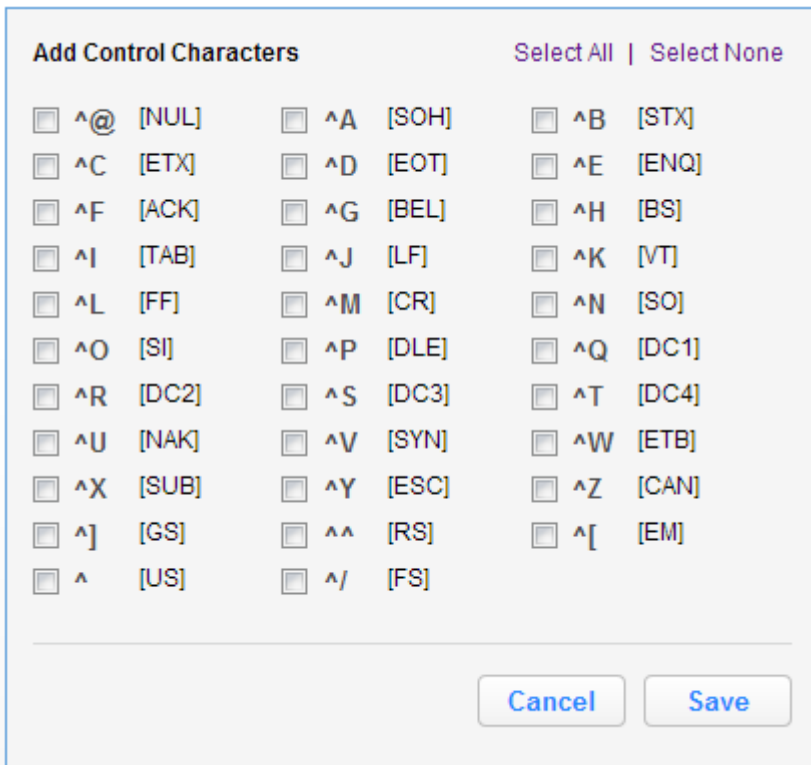 Add Control Characters Select All | Select None
^@ [NUL] ^A [SOH] ^B [STX]
^C [ETX] ^D [EOT] ^E [ENQ]
^F [ACK] ^G [BEL] ^H [BS]
^I [TAB] ^J [LF] ^K [VT]
^L [FF] ^M [CR] ^N [SO]
^O [SI] ^P [DLE] ^Q [DC1]
^R [DC2] ^S [DC3] ^T [DC4]
^U [NAK] ^V [SYN] ^W [ETB]
^X [SUB] ^Y [ESC] ^Z [CAN]
^] [GS] ^^ [RS] ^[ [EM]
^ [US] ^/ [FS]
Cancel Save